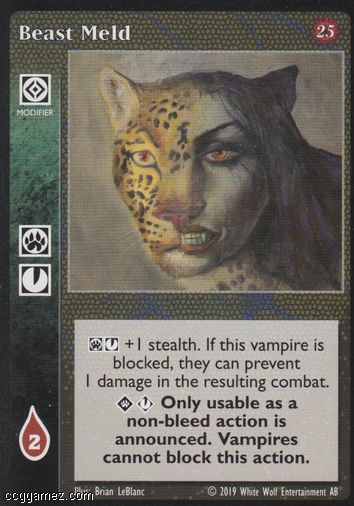 Beast Meld
25
MODIFIER
+1 stealth. If this vampire is
blocked, they can prevent
1 damage in the resulting combat.
Only usable as a
non-bleed action is
announced. Vampires
cannot block this action.
2
Illus: Brian LeBlanc
© 2019 White Wolf Entertainment AB
ccggamez.com